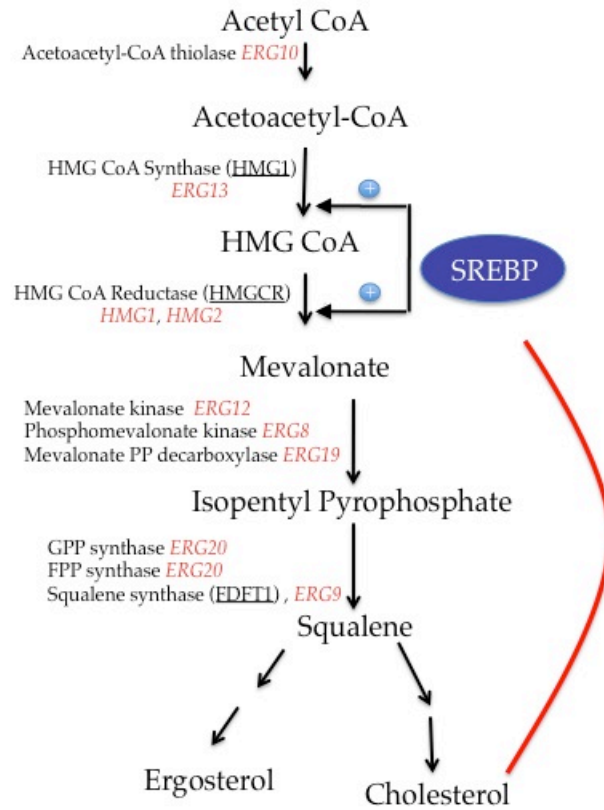 Acetyl CoA
Acetoacetyl-CoA thiolase ERG10
Acetoacetyl-CoA
HMG CoA Synthase (HMG1)
ERG13
+
HMG CoA
SREBP
HMG CoA Reductase (HMGCR)
+
HMG1, HMG2
Mevalonate
Mevalonate kinase ERG12
Phosphomevalonate kinase ERG8
Mevalonate PP decarboxylase ERG19
Isopentyl Pyrophosphate
GPP synthase ERG20
FPP synthase ERG20
Squalene synthase (FDFT1) , ERG9
Squalene
Ergosterol
Cholesterol